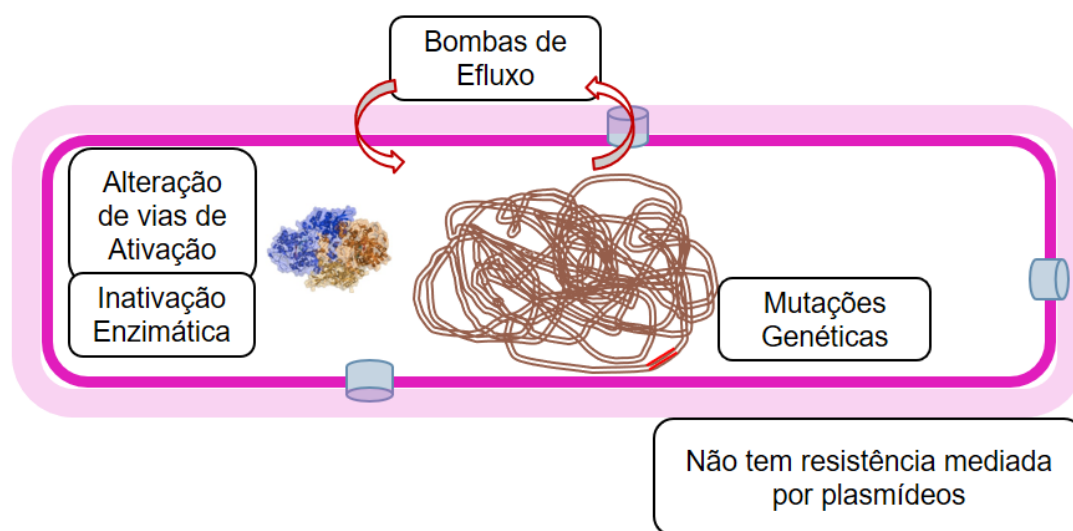 Bombas de
Efluxo
Alteração
de vias de
Ativação
Inativação
Enzimática
Mutações
Genéticas
Não tem resistência mediada
por plasmídeos